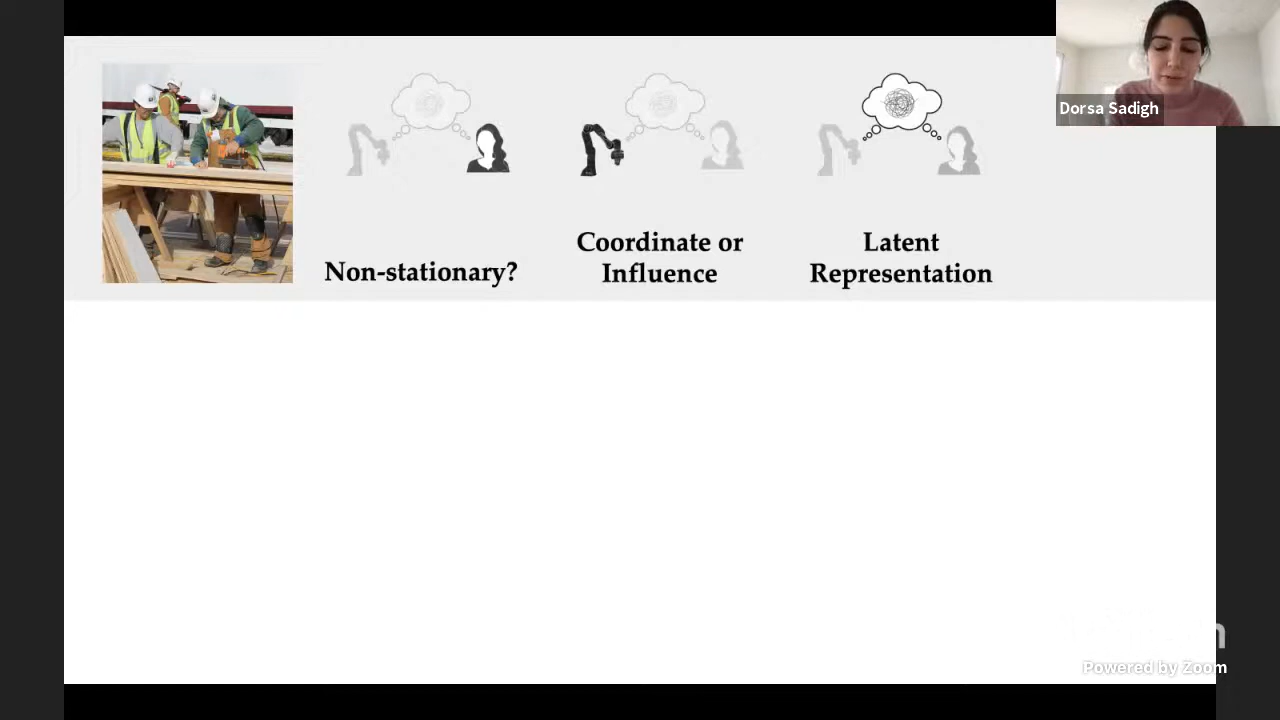 Dorsa Sadigh
Non-stationary?
Coordinate or
Influence
Latent
Representation
Powered by Zoom